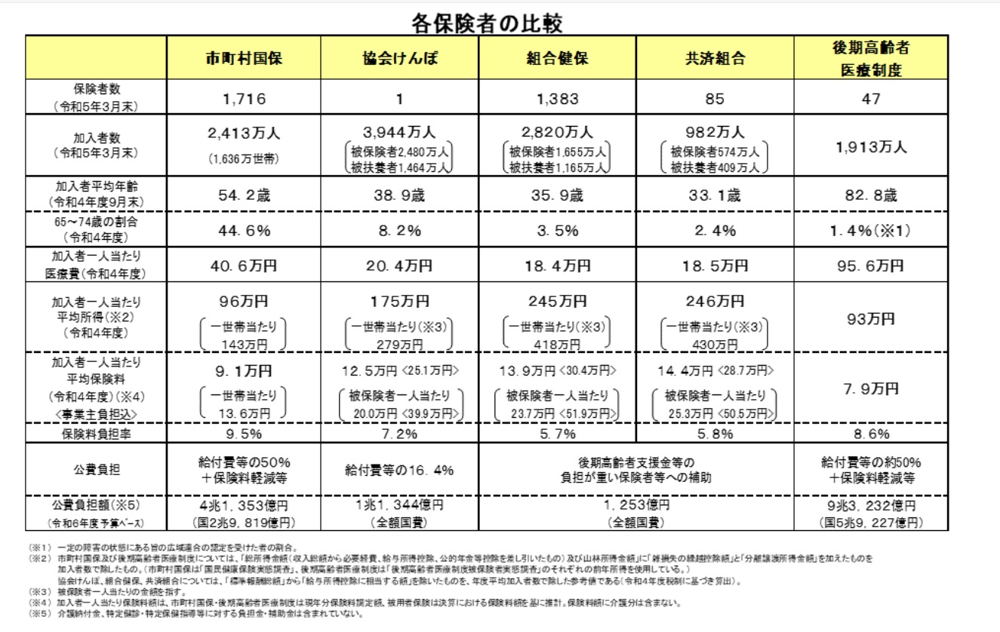 各保険者の比較
市町村国保 協会けんぽ 組合健保 共済組合 後期高齢者
医療制度
保険者数
（令和5年3月末）
1,716 1 1,383 85 47
加入者数
（令和5年3月末）
2,413万人
（1,636万世帯）
3,944万人
被保険者2,480万人
被扶養者1,464万人
2,820万人
被保険者1,655万人
被扶養者1,165万人
982万人
被保険者574万人
被扶養者409万人
1,913万人
加入者平均年齢
（令和4年度9月末）
54.2歳 38.9歳 35.9歳 33.1歳 82.8歳
65～74歳の割合
（令和4年度）
44.6% 8.2% 3.5% 2.4% 1.4%（※1）
加入者一人当たり
医療費（令和4年度）
40.6万円 20.4万円 18.4万円 18.5万円 95.6万円
加入者一人当たり
平均所得（※2）
（令和4年度）
96万円
一世帯当たり
143万円
175万円
一世帯当たり（※3）
279万円
245万円
一世帯当たり（※3）
418万円
246万円
一世帯当たり（※3）
430万円
93万円
加入者一人当たり
平均保険料
（令和4年度）（※4）
<事業主負担込>
9.1万円
一世帯当たり
13.6万円
12.5万円 <25.1万円>
被保険者一人当たり
20.0万円 <39.9万円>
13.9万円 <30.4万円>
被保険者一人当たり
23.7万円 <51.9万円>
14.4万円 <28.7万円>
被保険者一人当たり
25.3万円 <50.5万円>
7.9万円
保険料負担率
9.5% 7.2% 5.7% 5.8% 8.6%
公費負担
給付費等の50%
＋保険料軽減等
給付費等の16.4%
後期高齢者支援金等の
負担が重い保険者等への補助
給付費等の約50%
＋保険料軽減等
公費負担額（※5）
（令和6年度予算ベース）
4兆1,353億円
（国2兆9,819億円）
1兆1,344億円
（全額国費）
1,253億円
（全額国費）
9兆3,232億円
（国5兆9,227億円）
（※1） 一定の障害の状態にある旨の広域連合の認定を受けた者の割合。
（※2） 市町村国保及び後期高齢者医療制度については、「総所得金額（収入総額から必要経費、給与所得控除、公的年金等控除を差し引いたもの）及び山林所得金額」に「雑損失の繰越控除額」と「分離譲渡所得金額」を加えたものを
加入者数で除したもの。（市町村国保は「国民健康保険実態調査」、後期高齢者医療制度は「後期高齢者医療制度被保険者実態調査」のそれぞれの前年所得を使用している。）
協会けんぽ、組合健保、共済組合については、「標準報酬総額」から「給与所得控除に相当する額」を除いたものを、年度平均加入者数で除した参考値である（令和4年度税制に基づき算出）。
（※3） 被保険者一人当たりの金額を指す。
（※4） 加入者一人当たり保険料額は、市町村国保・後期高齢者医療制度は現年分保険料調定額、被用者保険は決算における保険料額を基に推計。保険料額に介護分は含まない。
（※5） 介護納付金、特定健診・特定保健指導等に対する負担金・補助金は含まれていない。